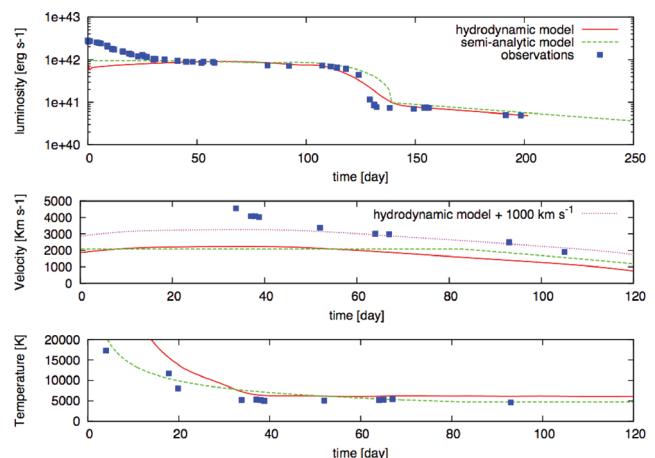 hydrodynamic model
semi-analytic model
observations
luminosity [erg s-1]
1e+43
1e+42
1e+41
1e+40
0 50 100 150 200 250
time [day]
hydrodynamic model + 1000 km s-1
Velocity [Km s-1]
5000
4000
3000
2000
1000
0
0 20 40 60 80 100 120
time [day]
Temperature [K]
20000
15000
10000
5000
0
0 20 40 60 80 100 120
time [day]